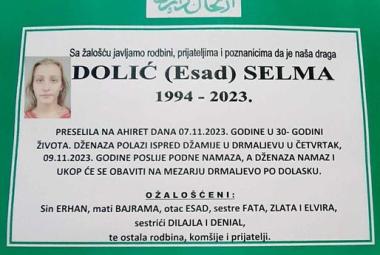 Sa žalošću javljamo rodbini, prijateljima i poznanicima da je naša draga
DOLIĆ (Esad) SELMA
1994 - 2023.
PRESELILA NA AHIRET DANA 07.11.2023. GODINE U 30- GODINI
ŽIVOTA. DŽENAZA POLAZI ISPRED DŽAMIJE U DRMALJEVU U ČETVRTAK,
09.11.2023. GODINE POSLIJE PODNE NAMAZA, A DŽENAZA NAMAZ I
UKOP ĆE SE OBAVITI NA MEZARJU DRMALJEVO PO DOLASKU.
OŽALOŠĆENI:
Sin ERHAN, mati BAJRAMA, otac ESAD, sestre FATA, ZLATA I ELVIRA,
sestrići DILAJLA I DENIAL,
te ostala rodbina, komšije i prijatelji.